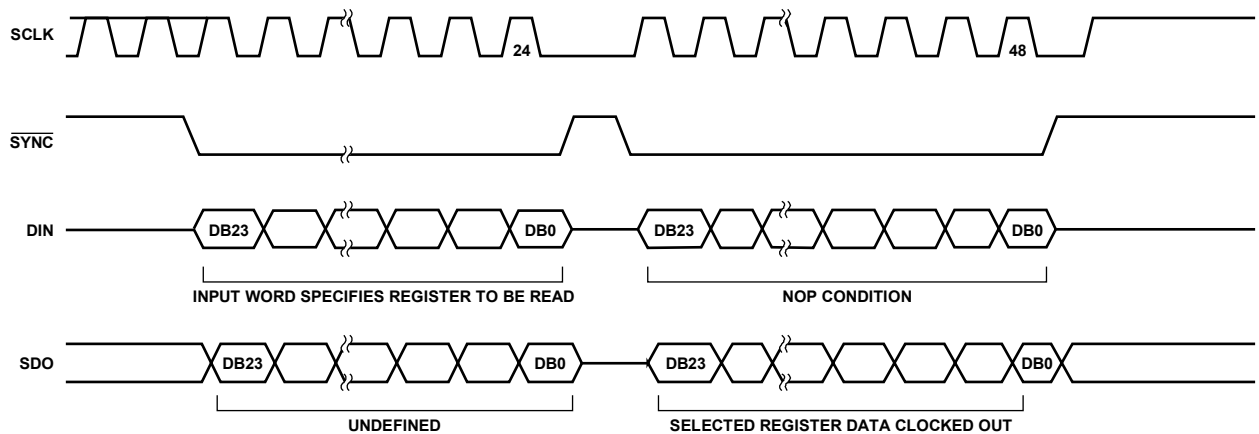 SCLK
24
48
SYNC
DIN
DB23
DB0
DB23
DB0
INPUT WORD SPECIFIES REGISTER TO BE READ
NOP CONDITION
SDO
DB23
DB0
DB23
DB0
UNDEFINED
SELECTED REGISTER DATA CLOCKED OUT